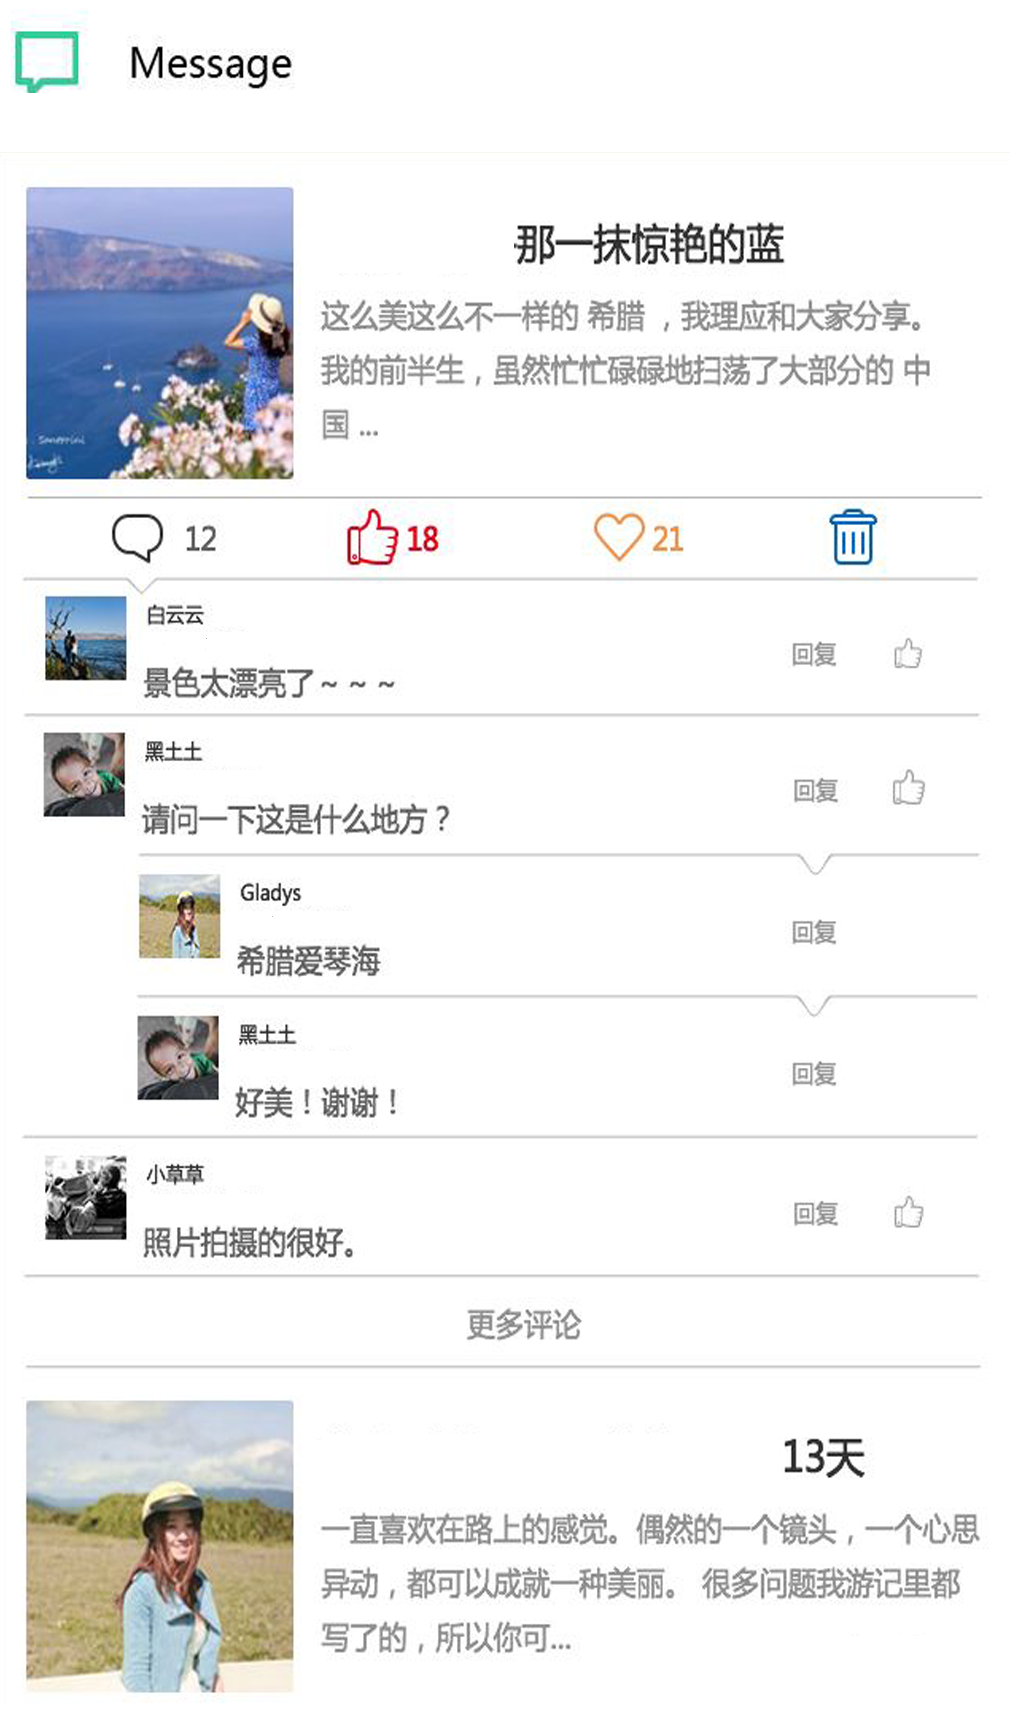 Message
那一抹惊艳的蓝
这么美这么不一样的 希腊 ，我理应和大家分享。
我的前半生，虽然忙忙碌碌地扫荡了大部分的 中
国 ...
12
18
21
白云云
景色太漂亮了～～～
回复
黑土土
请问一下这是什么地方？
回复
Gladys
希腊爱琴海
回复
黑土土
好美！谢谢！
回复
小草草
照片拍摄的很好。
回复
更多评论
13天
一直喜欢在路上的感觉。偶然的一个镜头，一个心思
异动，都可以成就一种美丽。 很多问题我游记里都
写了的，所以你可...